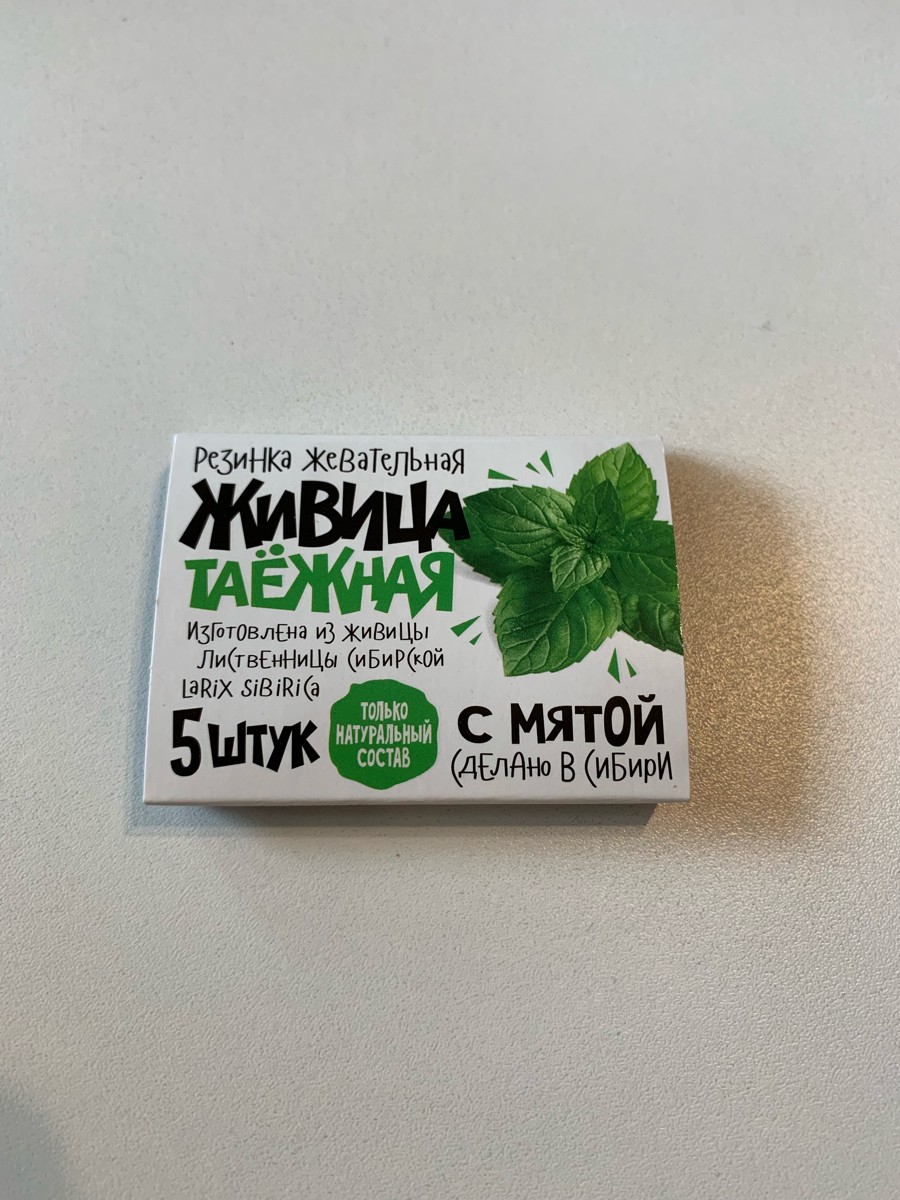 Резинка жевательная
ЖИВИЦА
ТАЁЖНАЯ
Изготовлена из живицы
лиственницы сибирской
Larix Sibirica
5 штук
ТОЛЬКО
НАТУРАЛЬНЫЙ
СОСТАВ
С МЯТОЙ
Сделано в Сибири